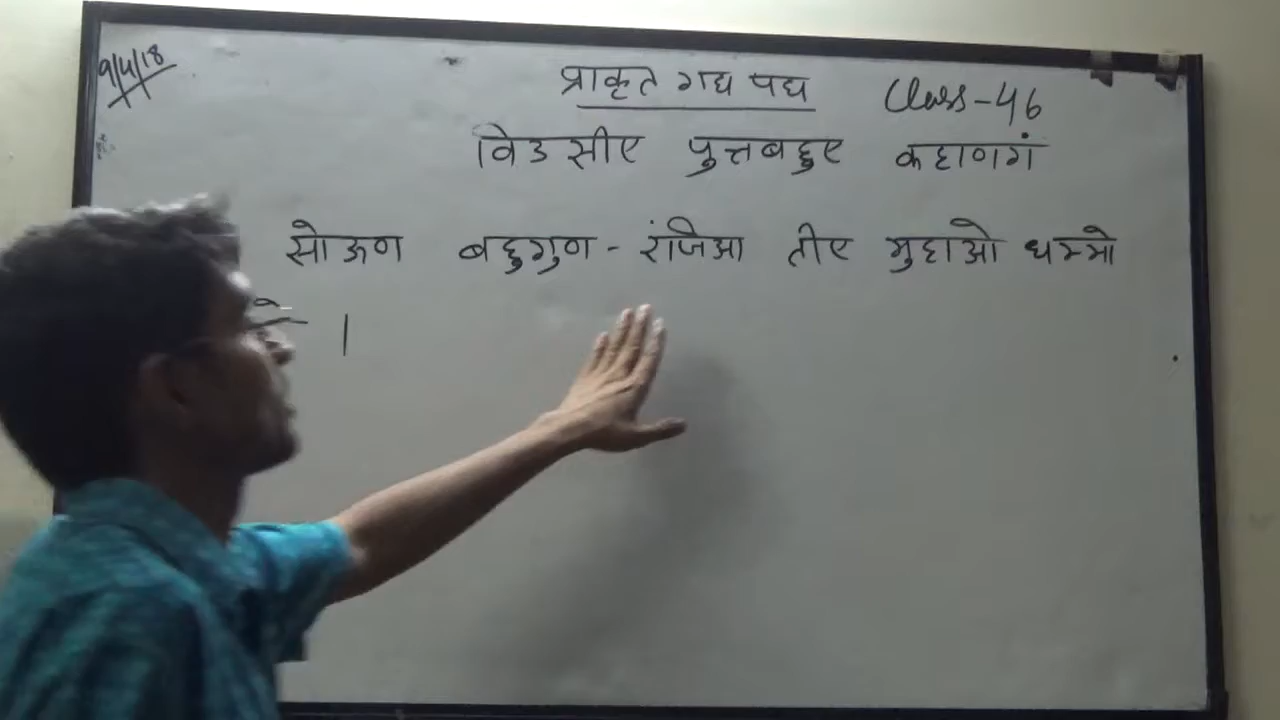 9/4/18
प्राकृत गद्य पद्य Class-46
विउसीए पुत्तबहुए कहाणगं
सोऊण बहुगुण-रंजिआ तीए मुहाओ धम्मो
।